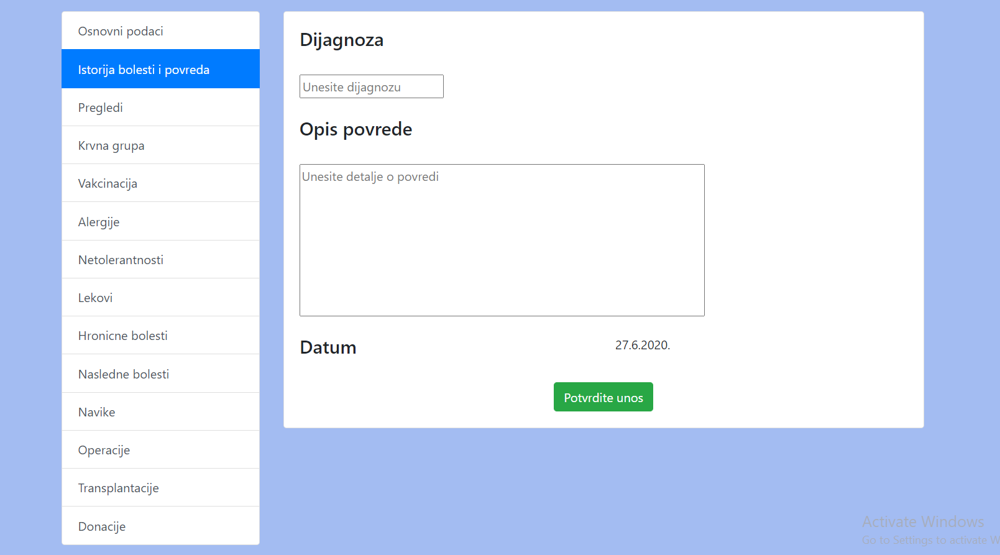 Osnovni podaci
Istorija bolesti i povreda
Pregledi
Krvna grupa
Vakcinacija
Alergije
Netolerantnosti
Lekovi
Hronicne bolesti
Nasledne bolesti
Navike
Operacije
Transplantacije
Donacije
Dijagnoza
Unesite dijagnozu
Opis povrede
Unesite detalje o povredi
Datum 27.6.2020.
Potvrdite unos
Activate Windows
Go to Settings to activate W